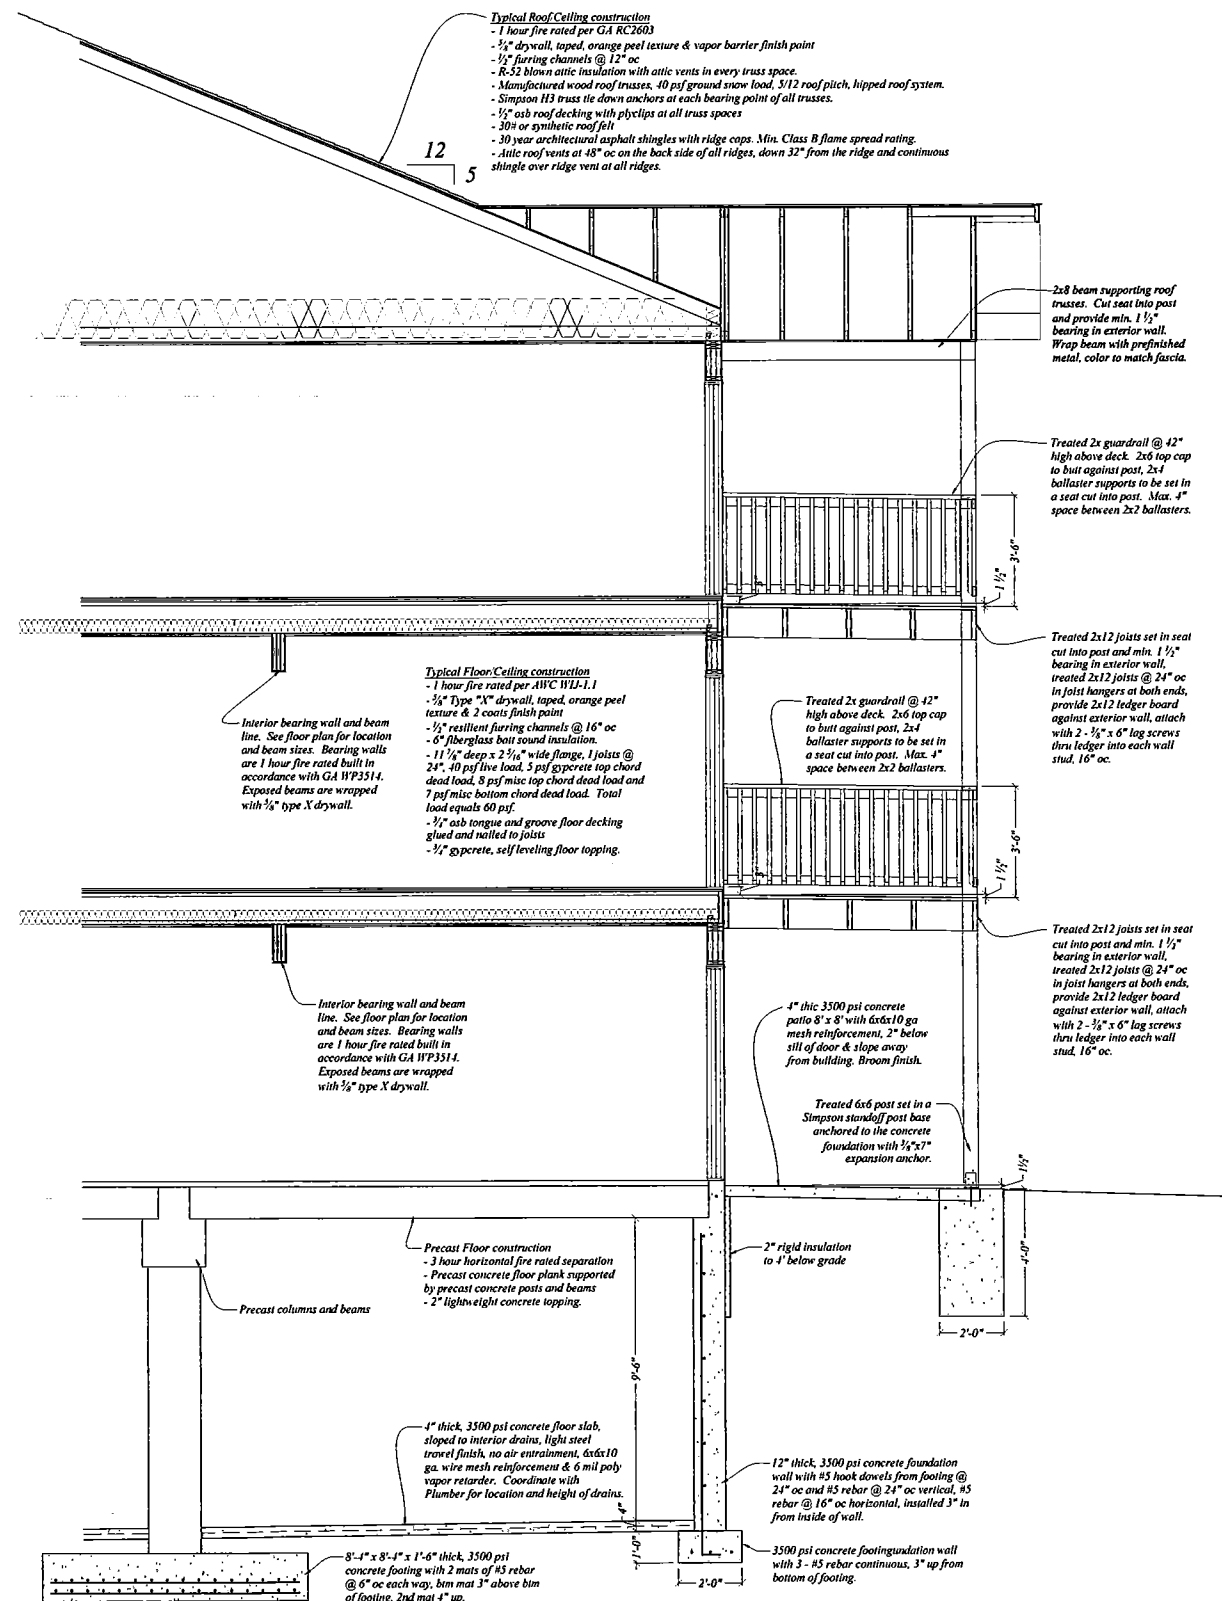 Typical Roof/Ceiling construction
- 1 hour fire rated per GA RC2603
- 5/8" drywall, taped, orange peel texture & vapor barrier finish paint
- 1/2" furring channels @ 12" oc
- R-52 blown attic insulation with attic vents in every truss space.
- Manufactured wood roof trusses, 40 psf ground snow load, 5/12 roof pitch, hipped roof system.
- Simpson H3 truss tie down anchors at each bearing point of all trusses.
- 1/2" osb roof decking with plyclips at all truss spaces
- 30# or synthetic roof felt
- 30 year architectural asphalt shingles with ridge caps. Min. Class B flame spread rating.
- Attic roof vents at 48" oc on the back side of all ridges, down 32" from the ridge and continuous
shingle over ridge vent at all ridges.
12
5
2x8 beam supporting roof
trusses. Cut seat into post
and provide min. 1 1/2"
bearing in exterior wall.
Wrap beam with prefinished
metal, color to match fascia.
Treated 2x guardrail @ 42"
high above deck. 2x6 top cap
to butt against post, 2x4
ballaster supports to be set in
a seat cut into post. Max. 4"
space between 2x2 ballasters.
3'-6"
3"
1 1/2"
Treated 2x12 joists set in seat
cut into post and min. 1 1/2"
bearing in exterior wall,
treated 2x12 joists @ 24" oc
in joist hangers at both ends,
provide 2x12 ledger board
against exterior wall, attach
with 2 - 3/8" x 6" lag screws
thru ledger into each wall
stud, 16" oc.
Interior bearing wall and beam
line. See floor plan for location
and beam sizes. Bearing walls
are 1 hour fire rated built in
accordance with GA WP3514.
Exposed beams are wrapped
with 5/8" type X drywall.
Typical Floor/Ceiling construction
- 1 hour fire rated per AWC WIJ-1.1
- 5/8" Type "X" drywall, taped, orange peel
texture & 2 coats finish paint
- 1/2" resilient furring channels @ 16" oc
- 6" fiberglass batt sound insulation.
- 11 7/8" deep x 2 5/16" wide flange, I joists @
24", 40 psf live load, 5 psf gypcrete top chord
dead load, 8 psf misc top chord dead load and
7 psf misc bottom chord dead load. Total
load equals 60 psf.
- 3/4" osb tongue and groove floor decking
glued and nailed to joists
- 3/4" gypcrete, self leveling floor topping.
Treated 2x guardrail @ 42"
high above deck. 2x6 top cap
to butt against post, 2x4
ballaster supports to be set in
a seat cut into post. Max. 4"
space between 2x2 ballasters.
3'-6"
3"
1 1/2"
Treated 2x12 joists set in seat
cut into post and min. 1 1/2"
bearing in exterior wall,
treated 2x12 joists @ 24" oc
in joist hangers at both ends,
provide 2x12 ledger board
against exterior wall, attach
with 2 - 3/8" x 6" lag screws
thru ledger into each wall
stud, 16" oc.
Interior bearing wall and beam
line. See floor plan for location
and beam sizes. Bearing walls
are 1 hour fire rated built in
accordance with GA WP3514.
Exposed beams are wrapped
with 5/8" type X drywall.
4" thic 3500 psi concrete
patio 8' x 8' with 6x6x10 ga
mesh reinforcement, 2" below
sill of door & slope away
from building. Broom finish.
Treated 6x6 post set in a
Simpson standoff post base
anchored to the concrete
foundation with 3/8"x7"
expansion anchor.
1 1/2"
Precast Floor construction
- 3 hour horizontal fire rated separation
- Precast concrete floor plank supported
by precast concrete posts and beams
- 2" lightweight concrete topping.
2" rigid insulation
to 4' below grade
4'-0"
2'-0"
Precast columns and beams
9'-6"
4" thick, 3500 psi concrete floor slab,
sloped to interior drains, light steel
trowel finish, no air entrainment, 6x6x10
ga. wire mesh reinforcement & 6 mil poly
vapor retarder. Coordinate with
Plumber for location and height of drains.
4"
12" thick, 3500 psi concrete foundation
wall with #5 hook dowels from footing @
24" oc and #5 rebar @ 24" oc vertical, #5
rebar @ 16" oc horizontal, installed 3" in
from inside of wall.
1'-0"
3500 psi concrete footingundation wall
with 3 - #5 rebar continuous, 3" up from
bottom of footing.
2'-0"
8'-4" x 8'-4" x 1'-6" thick, 3500 psi
concrete footing with 2 mats of #5 rebar
@ 6" oc each way, btm mat 3" above btm
of footing, 2nd mat 4" up.